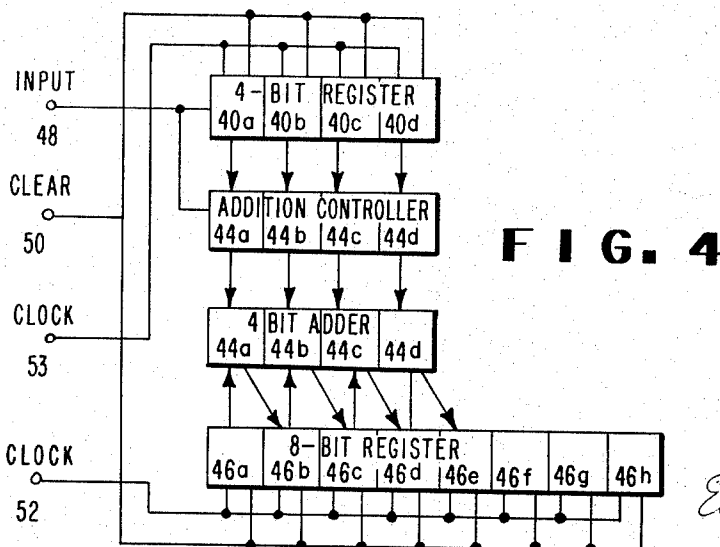 INPUT
48
CLEAR
50
CLOCK
53
CLOCK
52
4-BIT REGISTER
40a 40b 40c 40d
ADDITION CONTROLLER
44a 44b 44c 44d
FIG. 4
4 BIT ADDER
44a 44b 44c 44d
8-BIT REGISTER
46a 46b 46c 46d 46e 46f 46g 46h